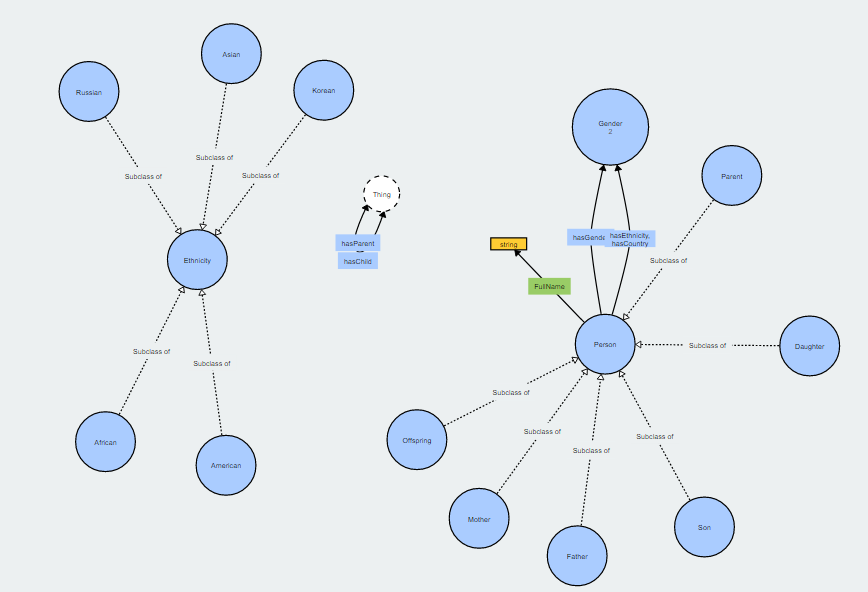 Asian
Russian
Korean
Subclass of
Subclass of
Subclass of
Ethnicity
Subclass of
Subclass of
African
American
Thing
hasParent
hasChild
Gender
2
Parent
hasEthnicity,
hasCountry
string
Subclass of
FullName
Person
Subclass of
Daughter
Subclass of
Offspring
Subclass of
Subclass of
Subclass of
Mother
Father
Son